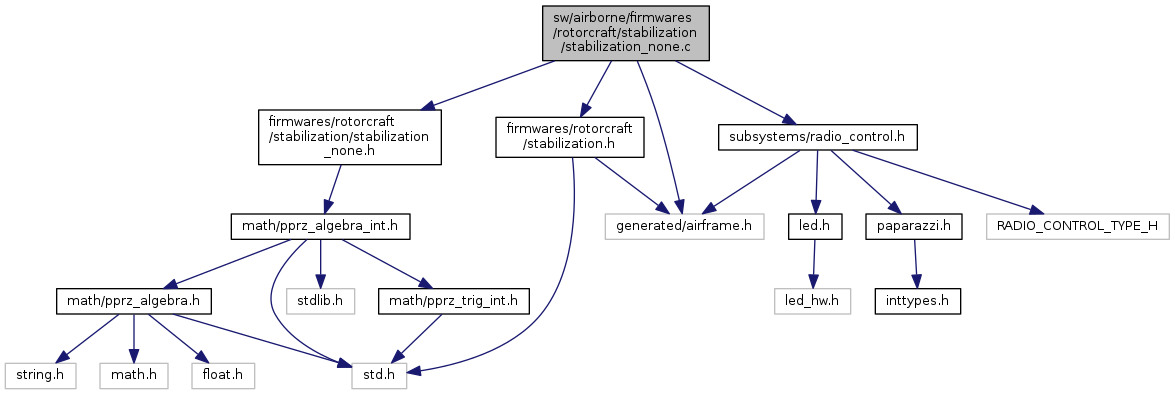 sw/airborne/firmwares
/rotorcraft/stabilization
/stabilization_none.c
firmwares/rotorcraft
/stabilization/stabilization
_none.h
firmwares/rotorcraft
/stabilization.h
subsystems/radio_control.h
math/pprz_algebra_int.h
generated/airframe.h
led.h
paparazzi.h
RADIO_CONTROL_TYPE_H
math/pprz_algebra.h
stdlib.h
math/pprz_trig_int.h
led_hw.h
inttypes.h
string.h
math.h
float.h
std.h